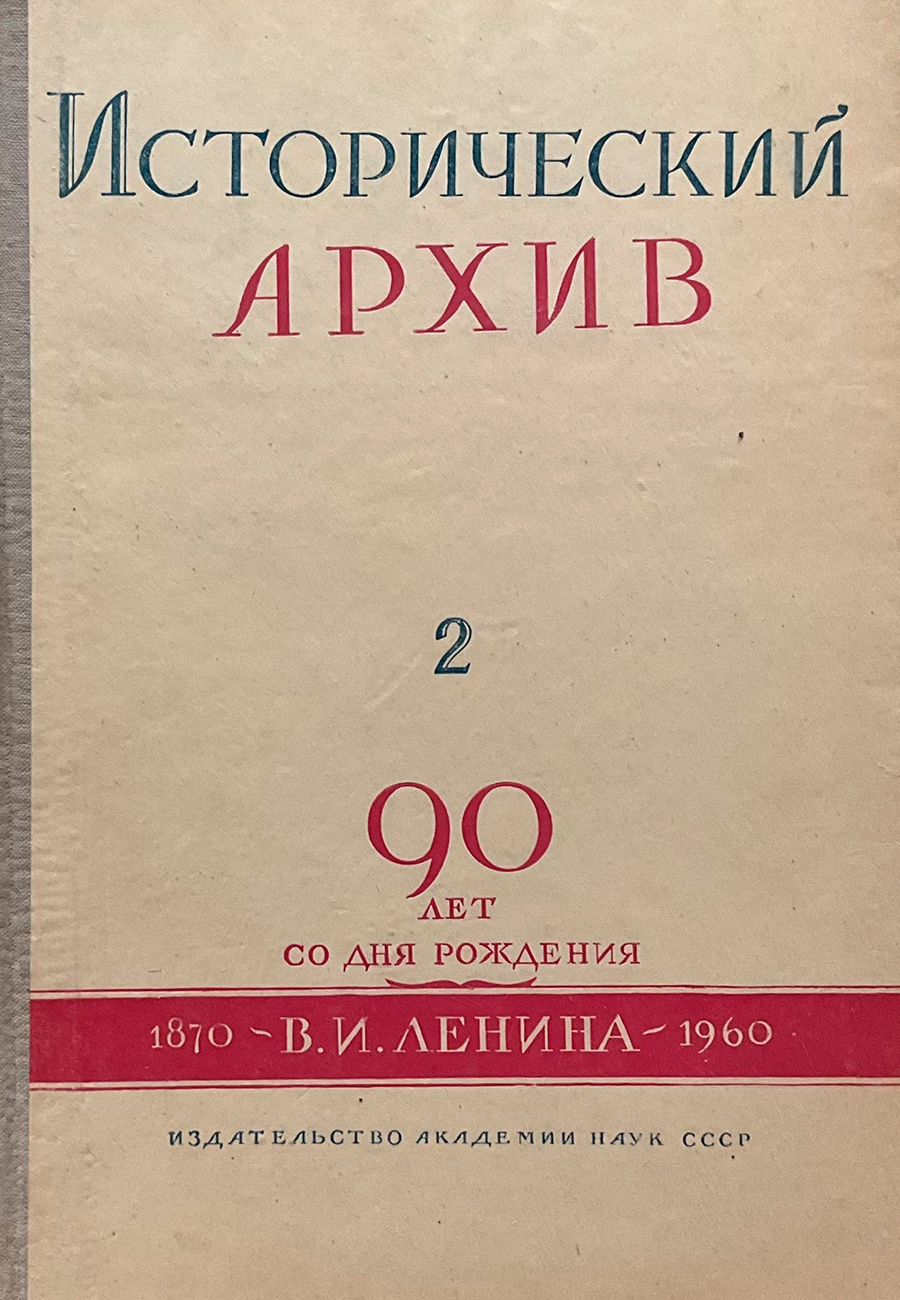 Исторический
АРХИВ
2
90
ЛЕТ
СО ДНЯ РОЖДЕНИЯ
1870 ~ В. И. ЛЕНИНА ~ 1960
ИЗДАТЕЛЬСТВО АКАДЕМИИ НАУК СССР